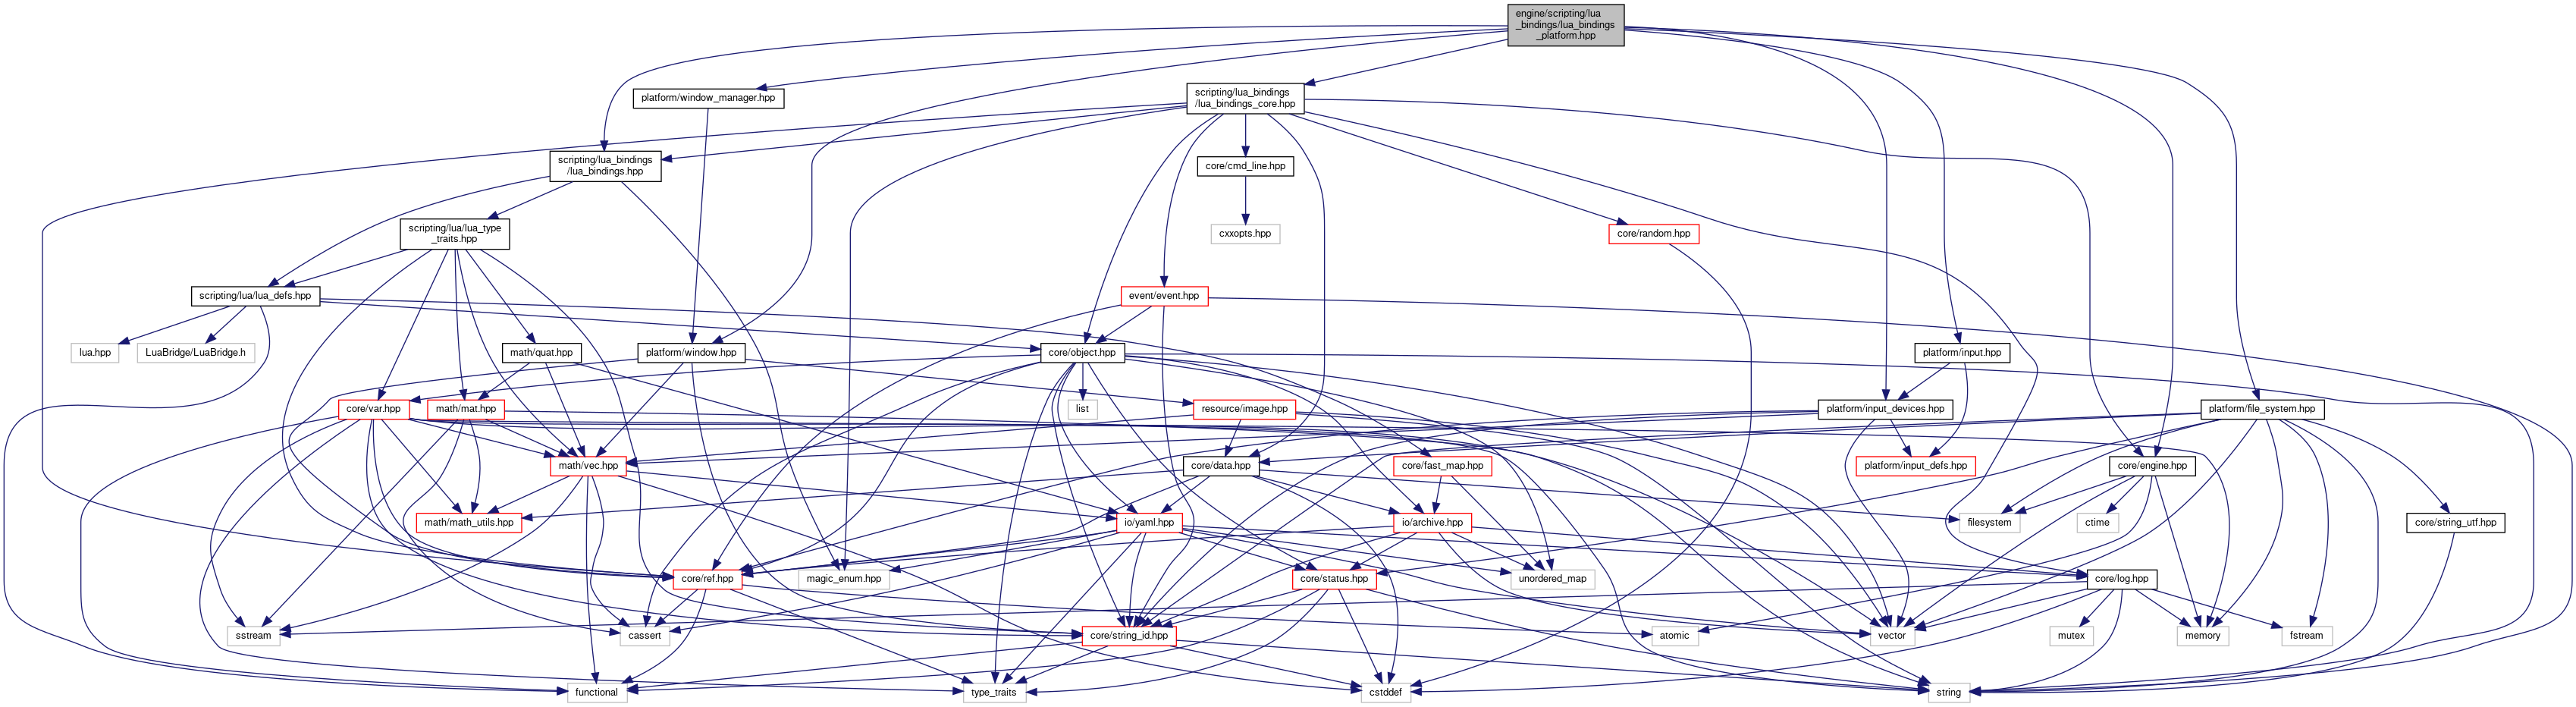 engine/scripting/lua
_bindings/lua_bindings
_platform.hpp
platform/window_manager.hpp
scripting/lua_bindings
/lua_bindings_core.hpp
scripting/lua_bindings
/lua_bindings.hpp
core/cmd_line.hpp
scripting/lua/lua_type
_traits.hpp
cxxopts.hpp
core/random.hpp
scripting/lua/lua_defs.hpp
event/event.hpp
lua.hpp
LuaBridge/LuaBridge.h
math/quat.hpp
platform/window.hpp
core/object.hpp
platform/input.hpp
core/var.hpp
math/mat.hpp
list
resource/image.hpp
platform/input_devices.hpp
platform/file_system.hpp
math/vec.hpp
core/data.hpp
core/fast_map.hpp
platform/input_defs.hpp
core/engine.hpp
math/math_utils.hpp
io/yaml.hpp
io/archive.hpp
filesystem
ctime
core/string_utf.hpp
core/ref.hpp
magic_enum.hpp
core/status.hpp
unordered_map
core/log.hpp
sstream
cassert
core/string_id.hpp
atomic
vector
mutex
memory
fstream
functional
type_traits
cstddef
string